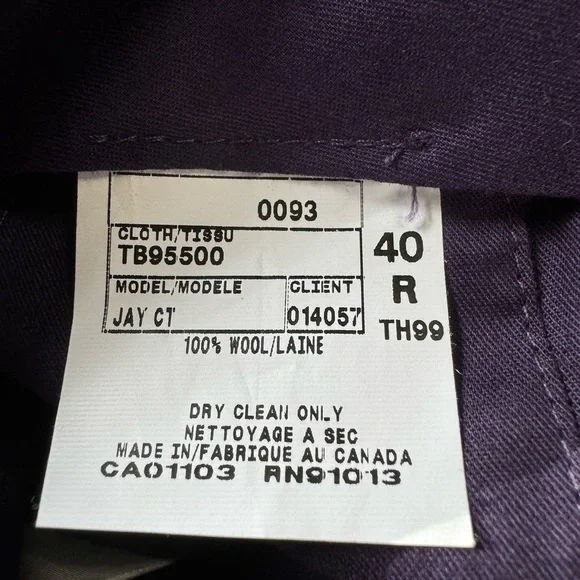 0093
CLOTH/TISSU
TB95500
40
R
TH99
MODEL/MODELE CLIENT
JAY CT 014057
100% WOOL/LAINE
DRY CLEAN ONLY
NETTOYAGE A SEC
MADE IN/FABRIQUE AU CANADA
CA01103 RN91013